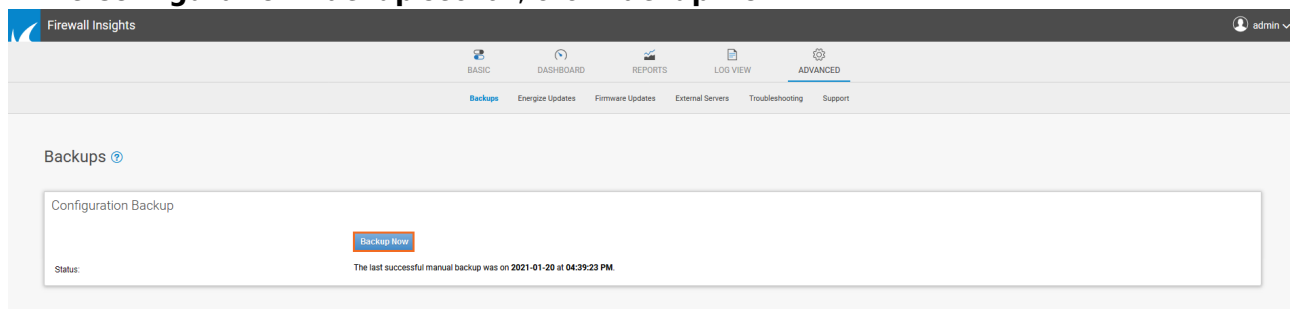 Firewall Insights
admin
BASIC DASHBOARD REPORTS LOG VIEW ADVANCED
Backups Energize Updates Firmware Updates External Servers Troubleshooting Support
Backups ?
Configuration Backup
Backup Now
Status: The last successful manual backup was on 2021-01-20 at 04:39:23 PM.